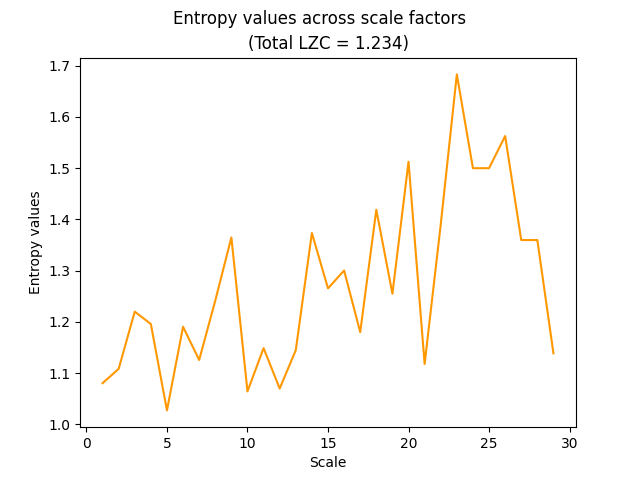 Entropy values across scale factors
(Total LZC = 1.234)
1.7
1.6
1.5
1.4
1.3
1.2
1.1
1.0
Entropy values
0 5 10 15 20 25 30
Scale